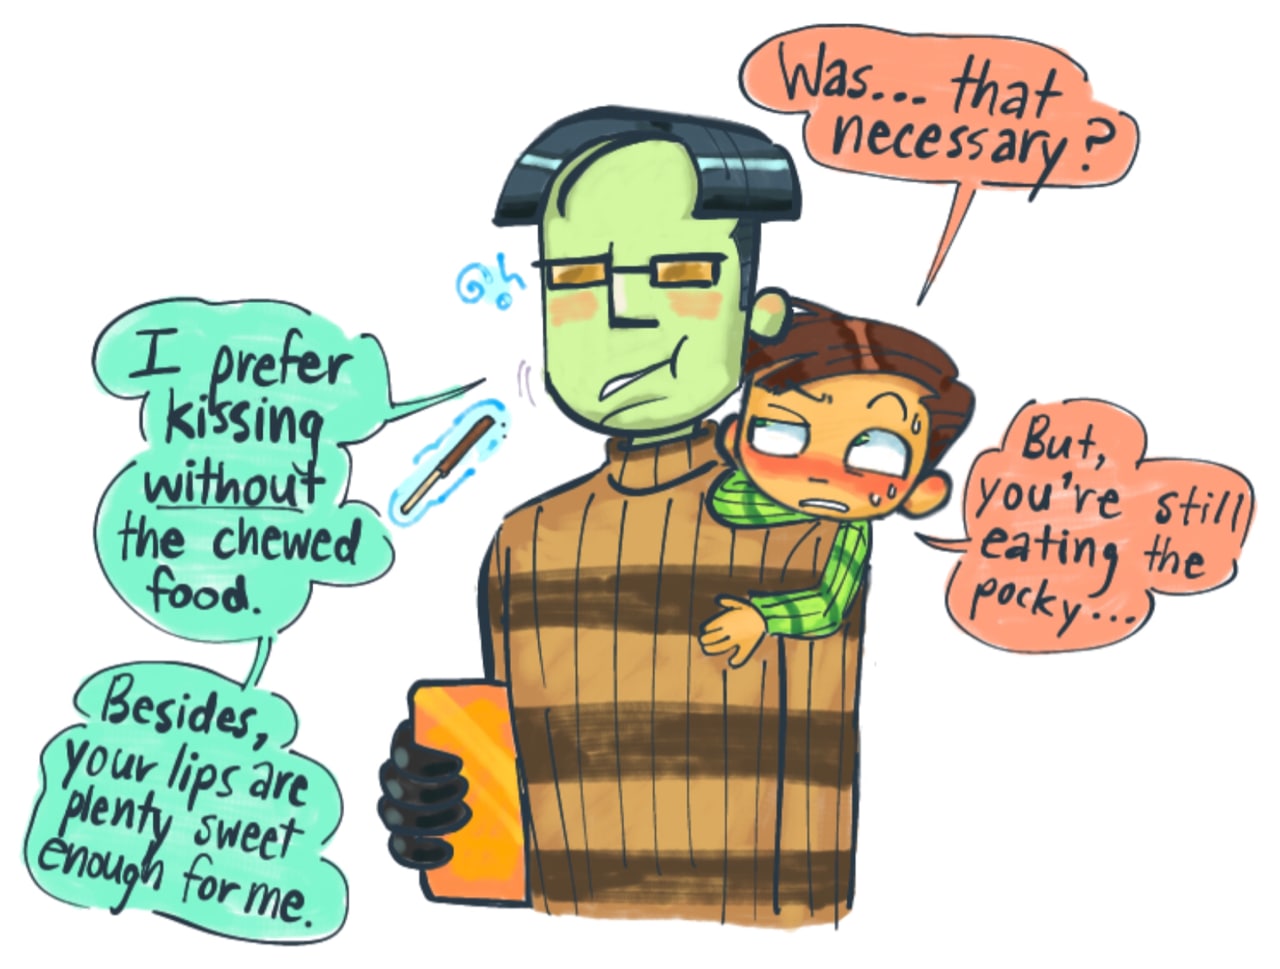 Was... that
necessary?
I prefer
kissing
without
the chewed
food.
But,
you're still
eating the
pocky...
Besides,
your lips are
plenty sweet
enough for me.